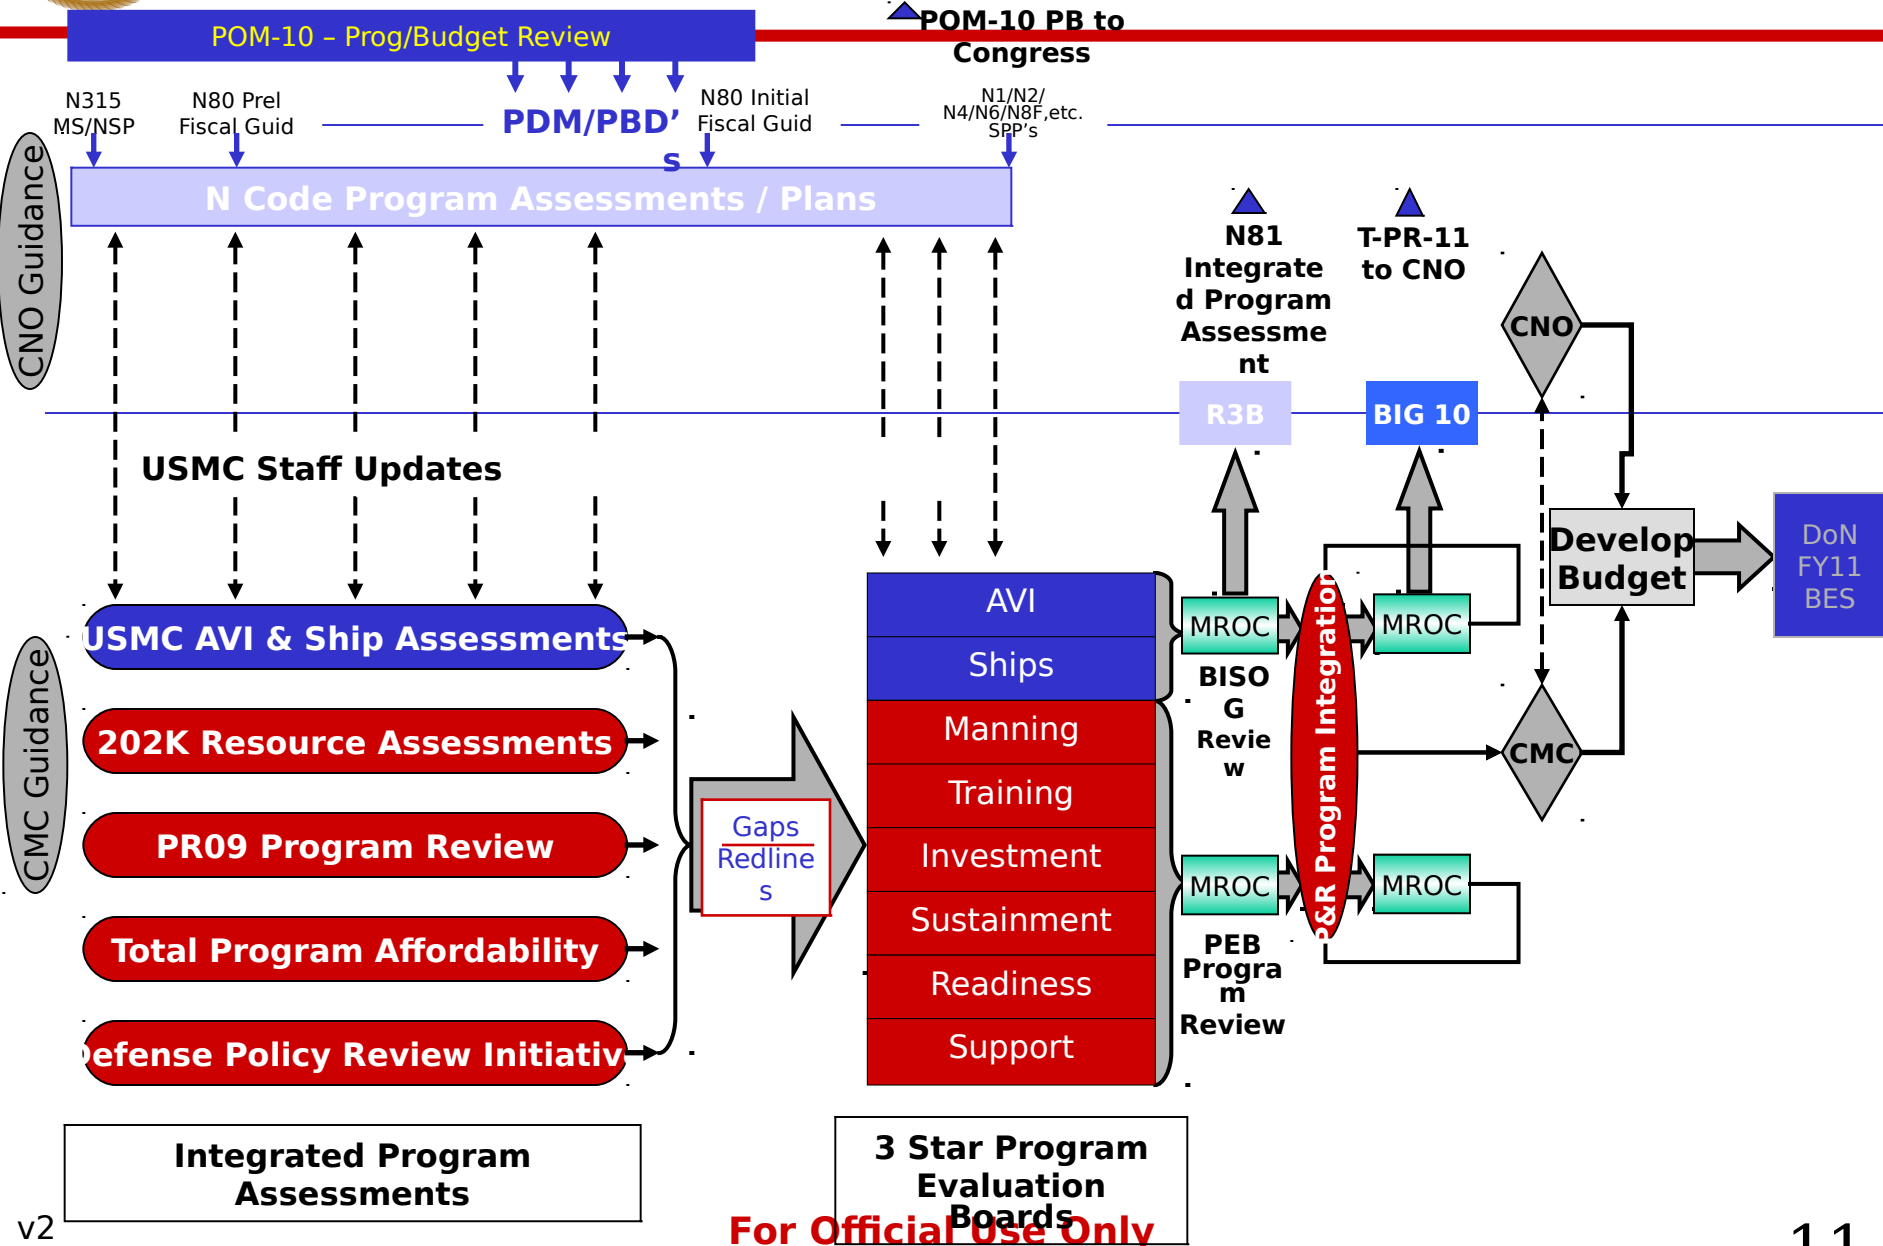 POM-10 – Prog/Budget Review
POM-10 PB to
Congress
N315
MS/NSP
N80 Prel
Fiscal Guid
PDM/PBD’
s
N80 Initial
Fiscal Guid
N1/N2/
N4/N6/N8F,etc.
SPP’s
CNO Guidance
N Code Program Assessments / Plans
N81
Integrate
d Program
Assessme
nt
T-PR-11
to CNO
CNO
R3B
BIG 10
USMC Staff Updates
Develop
Budget
DoN
FY11
BES
CMC Guidance
USMC AVI & Ship Assessments
202K Resource Assessments
PR09 Program Review
Total Program Affordability
Defense Policy Review Initiativ
Gaps
Redline
s
AVI
Ships
Manning
Training
Investment
Sustainment
Readiness
Support
MROC
MROC
BISO
G
Revie
w
P&R Program Integration
CMC
MROC
MROC
PEB
Progra
m
Review
Integrated Program
Assessments
3 Star Program
Evaluation
Boards
For Official Use Only
v2
11